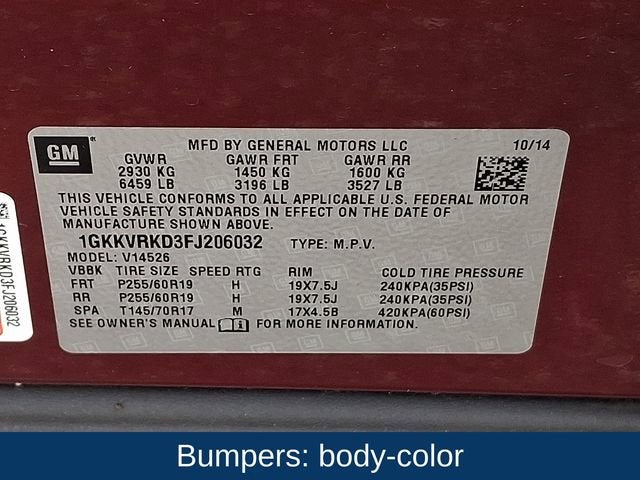 GM
MFD BY GENERAL MOTORS LLC 10/14
GVWR GAWR FRT GAWR RR
2930 KG 1450 KG 1600 KG
6459 LB 3196 LB 3527 LB
THIS VEHICLE CONFORMS TO ALL APPLICABLE U.S. FEDERAL MOTOR
VEHICLE SAFETY STANDARDS IN EFFECT ON THE DATE OF
MANUFACTURE SHOWN ABOVE.
1GKKVRKD3FJ206032 TYPE: M.P.V.
MODEL: V14526
VBBK TIRE SIZE SPEED RTG RIM COLD TIRE PRESSURE
FRT P255/60R19 H 19X7.5J 240KPA(35PSI)
RR P255/60R19 H 19X7.5J 240KPA(35PSI)
SPA T145/70R17 M 17X4.5B 420KPA(60PSI)
SEE OWNER'S MANUAL FOR MORE INFORMATION.
1GKKVRKD3FJ206032
Bumpers: body-color